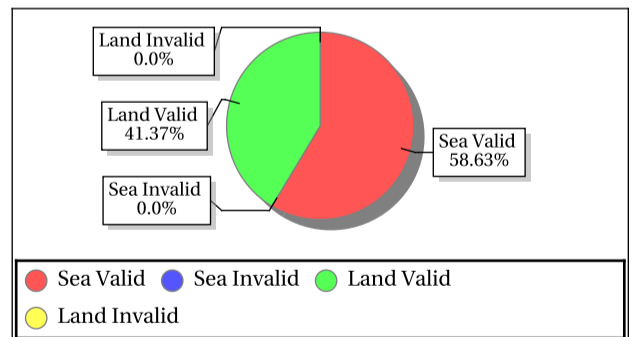 Land Invalid
0.0%
Land Valid
41.37%
Sea Valid
58.63%
Sea Invalid
0.0%
Sea Valid Sea Invalid Land Valid
Land Invalid